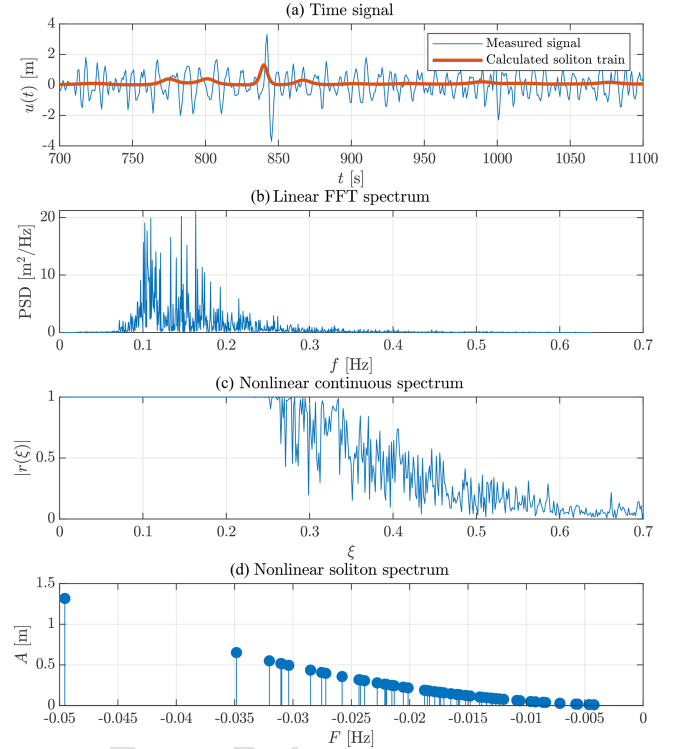 (a) Time signal
4
2
0
-2
-4
u(t) [m]
Measured signal
Calculated soliton train
700 750 800 850 900 950 1000 1050 1100
t [s]
(b) Linear FFT spectrum
20
10
0
PSD [m²/Hz]
0 0.1 0.2 0.3 0.4 0.5 0.6 0.7
f [Hz]
(c) Nonlinear continuous spectrum
1
0.5
0
|r(ξ)|
0 0.1 0.2 0.3 0.4 0.5 0.6 0.7
ξ
(d) Nonlinear soliton spectrum
1.5
1
0.5
0
A [m]
-0.05 -0.045 -0.04 -0.035 -0.03 -0.025 -0.02 -0.015 -0.01 -0.005 0
F [Hz]